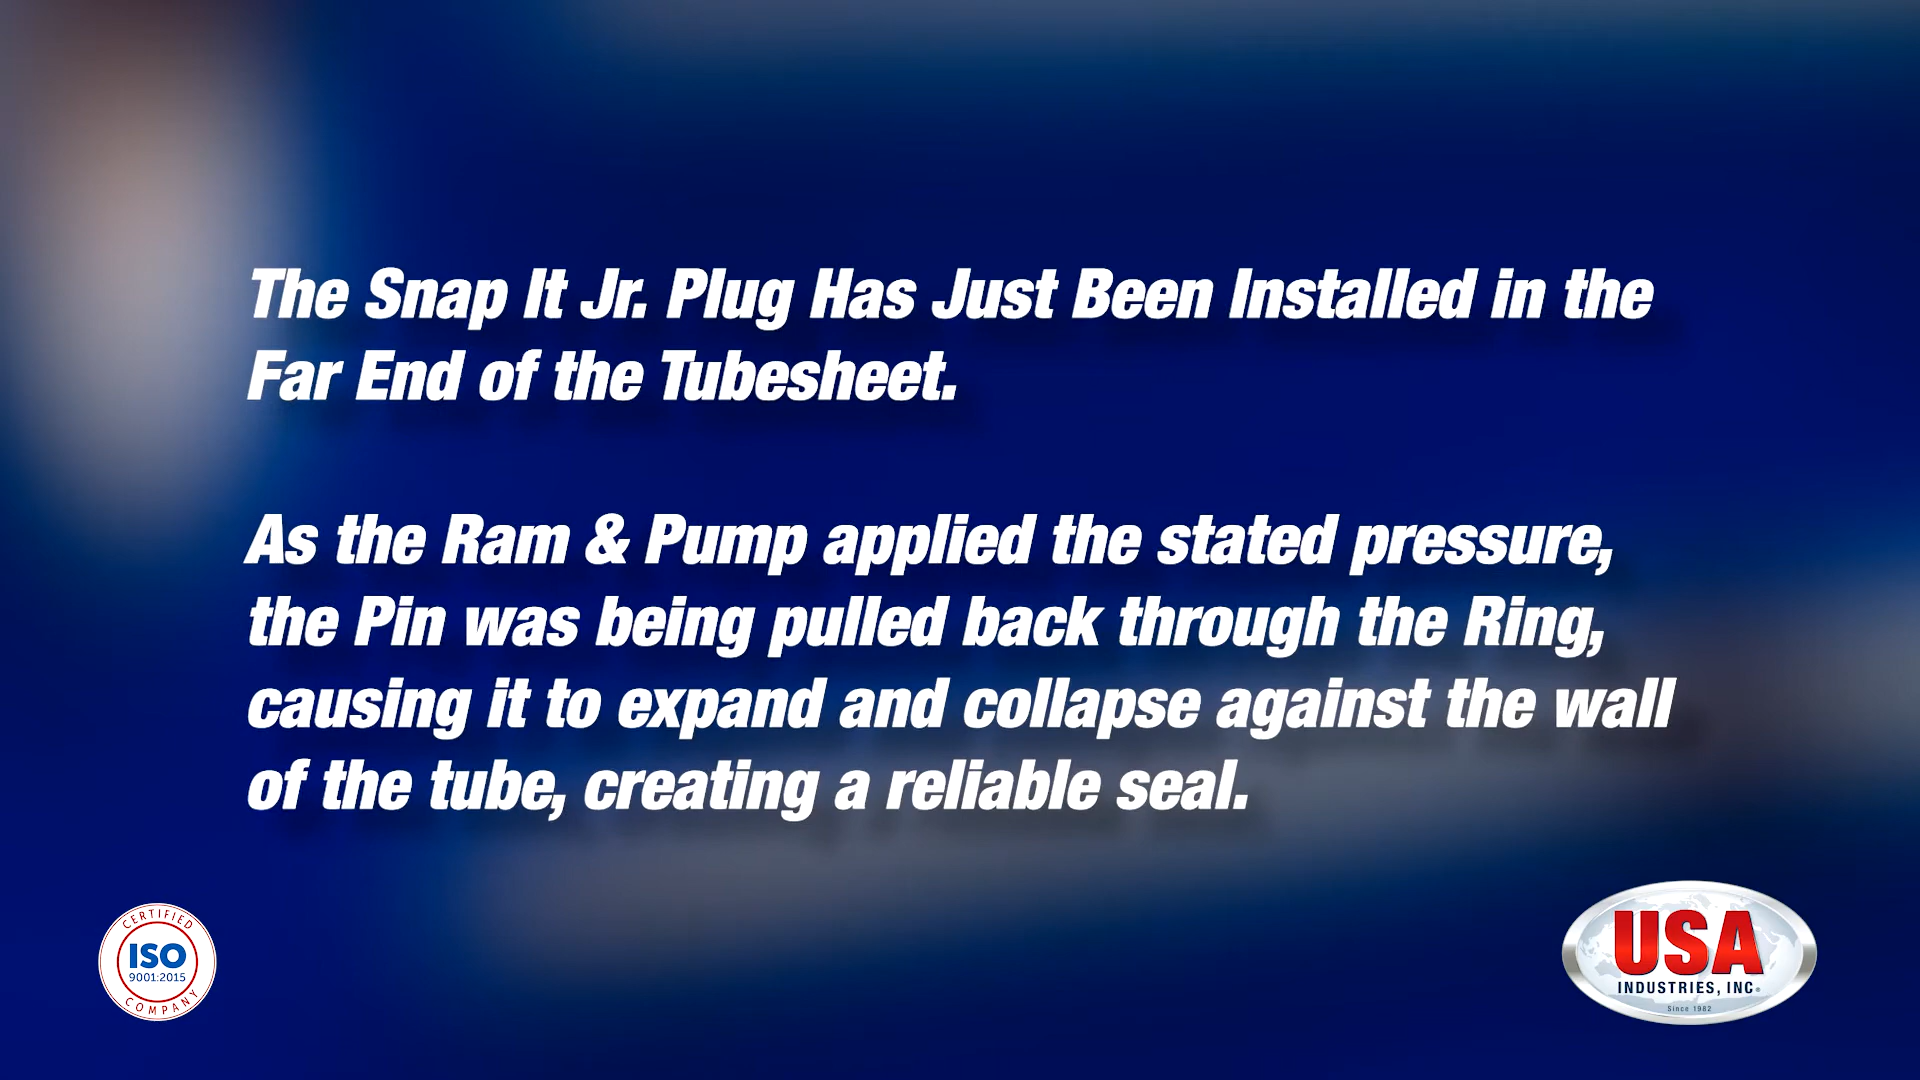 The Snap It Jr. Plug Has Just Been Installed in the
Far End of the Tubesheet.
As the Ram & Pump applied the stated pressure,
the Pin was being pulled back through the Ring,
causing it to expand and collapse against the wall
of the tube, creating a reliable seal.
CERTIFIED
ISO
9001:2015
COMPANY
USA
INDUSTRIES, INC®
Since 1982